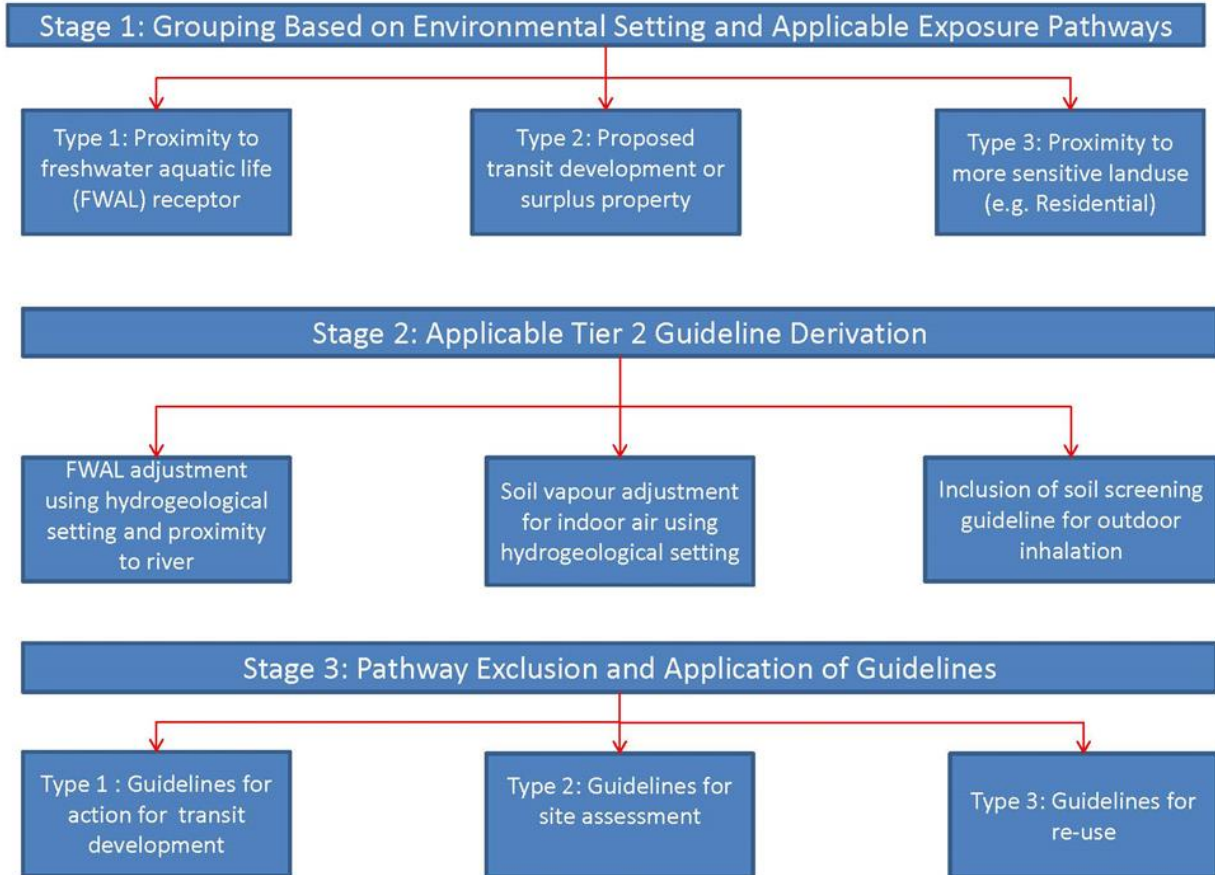 Stage 1: Grouping Based on Environmental Setting and Applicable Exposure Pathways
Type 1: Proximity to
freshwater aquatic life
(FWAL) receptor
Type 2: Proposed
transit development or
surplus property
Type 3: Proximity to
more sensitive landuse
(e.g. Residential)
Stage 2: Applicable Tier 2 Guideline Derivation
FWAL adjustment
using hydrogeological
setting and proximity
to river
Soil vapour adjustment
for indoor air using
hydrogeological setting
Inclusion of soil screening
guideline for outdoor
inhalation
Stage 3: Pathway Exclusion and Application of Guidelines
Type 1 : Guidelines for
action for transit
development
Type 2: Guidelines for
site assessment
Type 3: Guidelines for
re-use